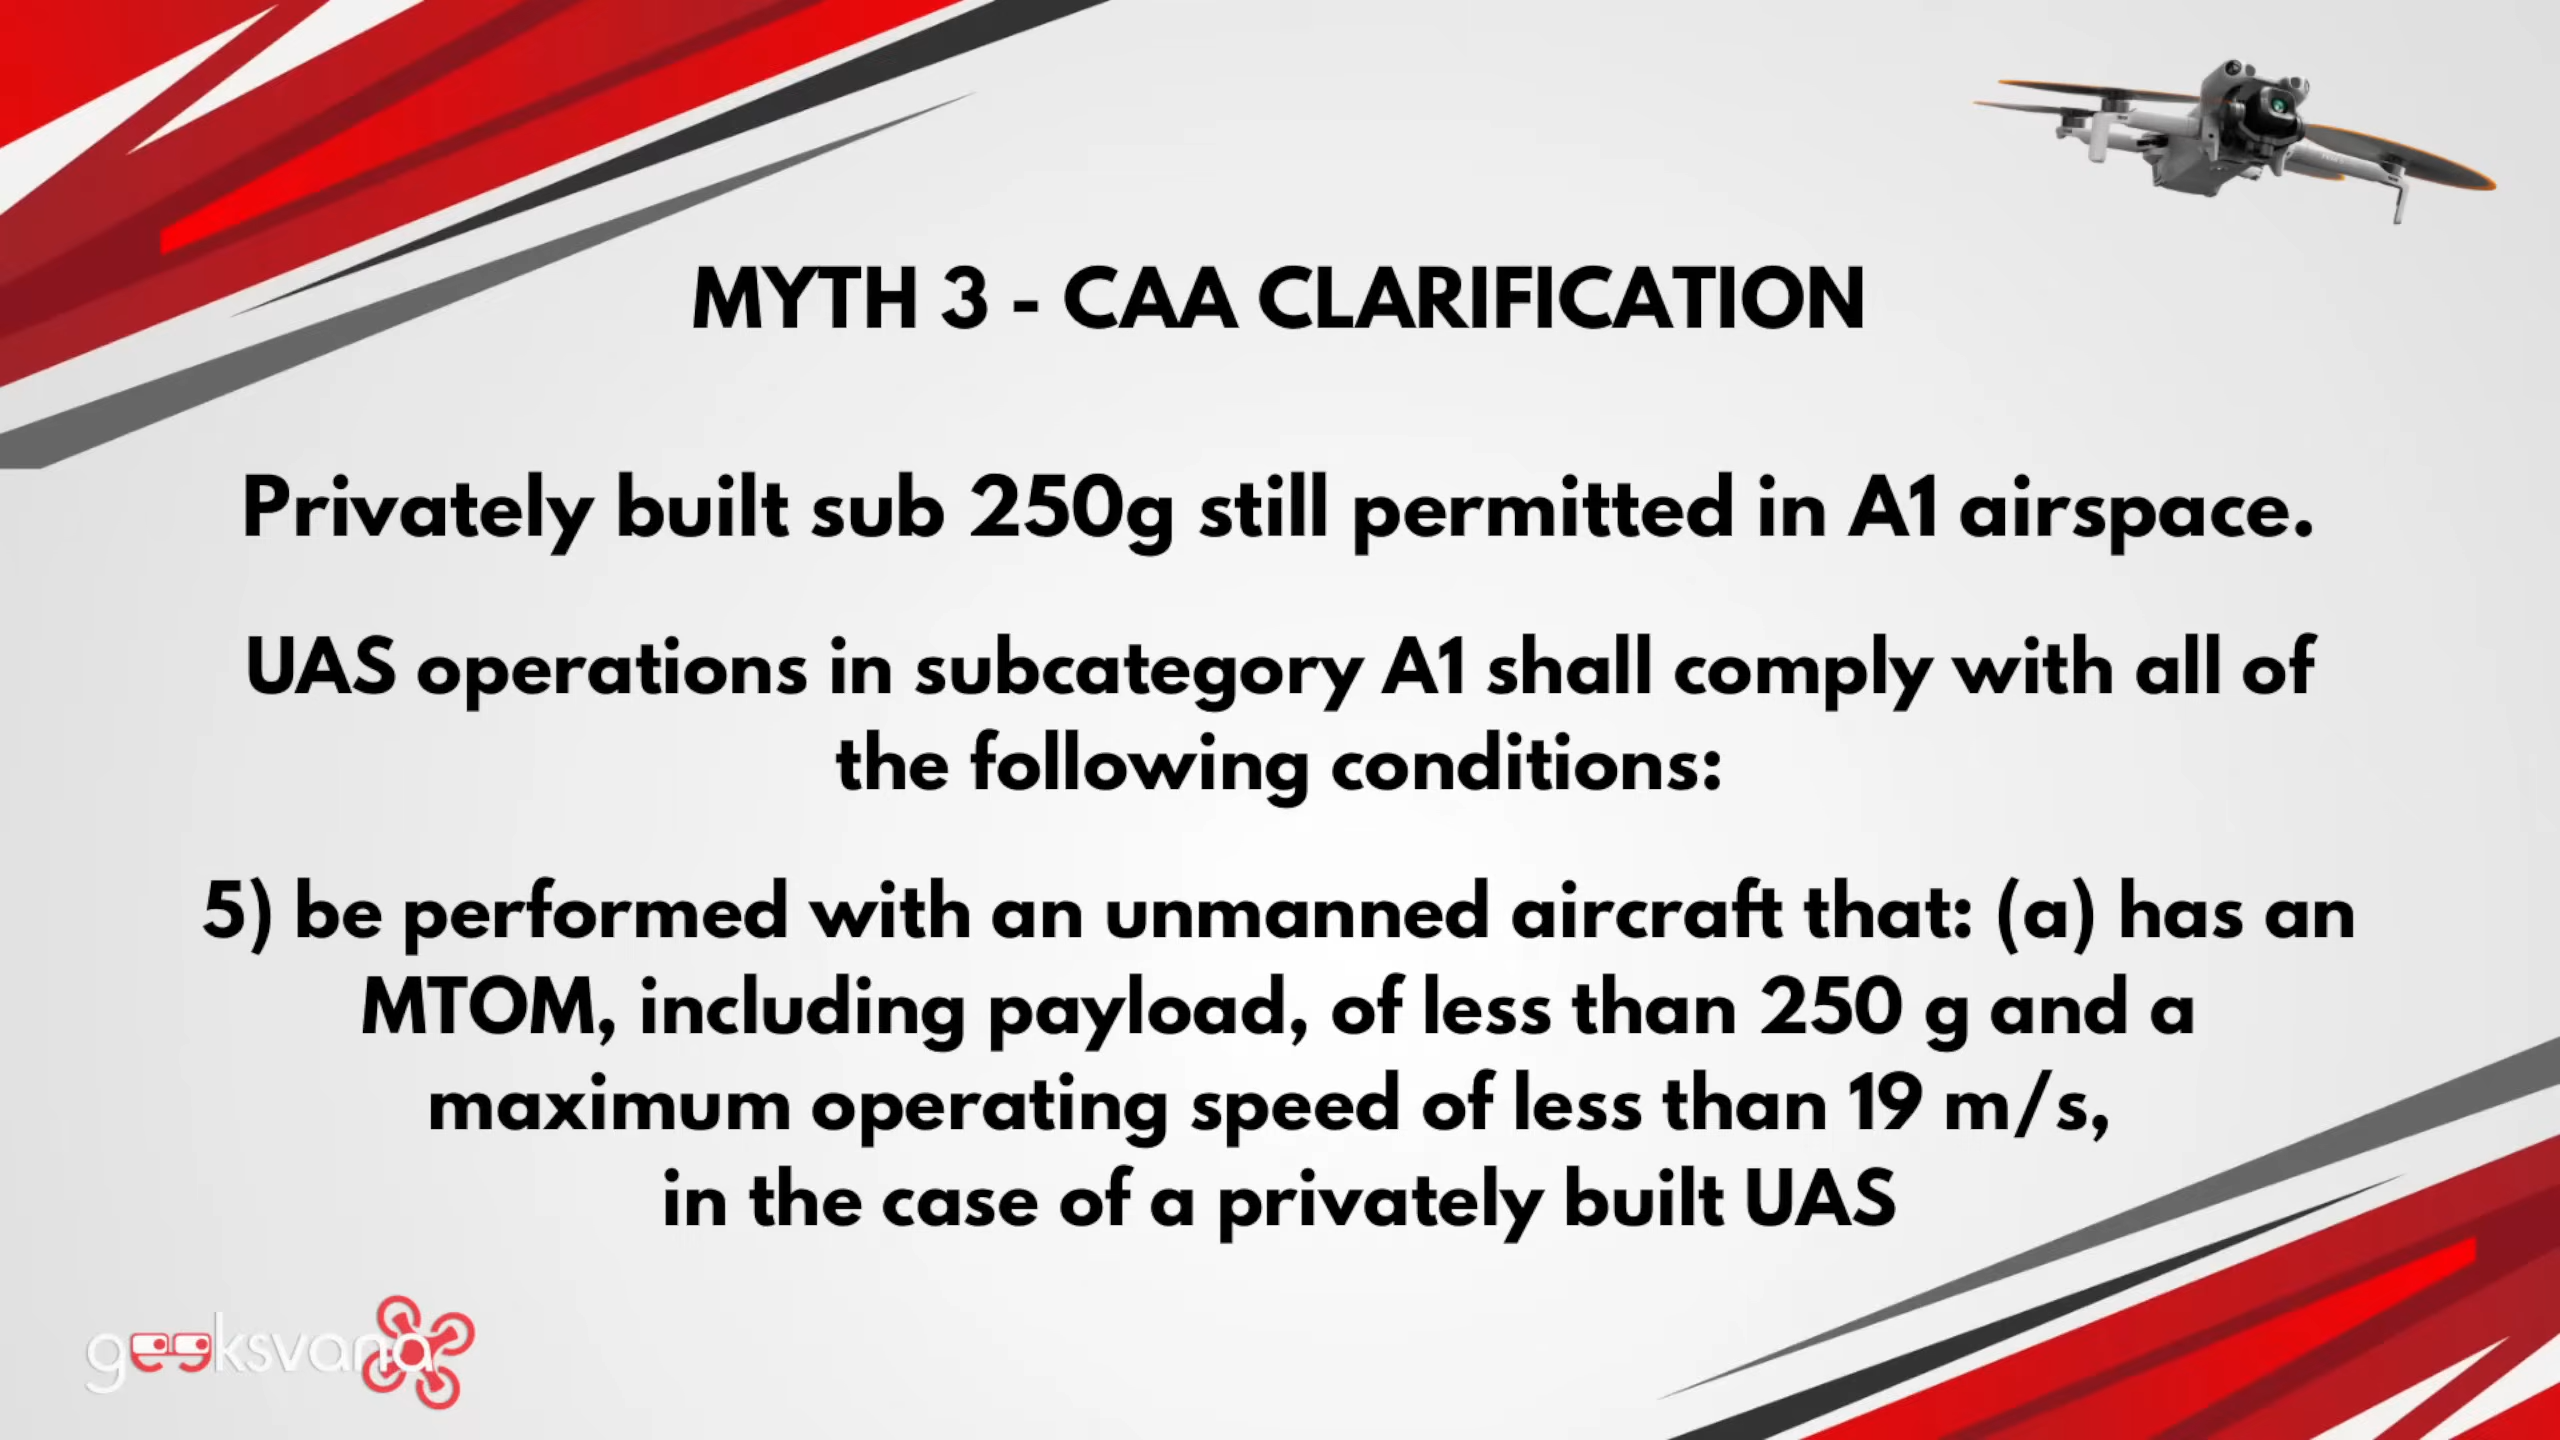 MYTH 3 - CAA CLARIFICATION
Privately built sub 250g still permitted in A1 airspace.
UAS operations in subcategory A1 shall comply with all of
the following conditions:
5) be performed with an unmanned aircraft that: (a) has an
MTOM, including payload, of less than 250 g and a
maximum operating speed of less than 19 m/s,
in the case of a privately built UAS
geeksvana